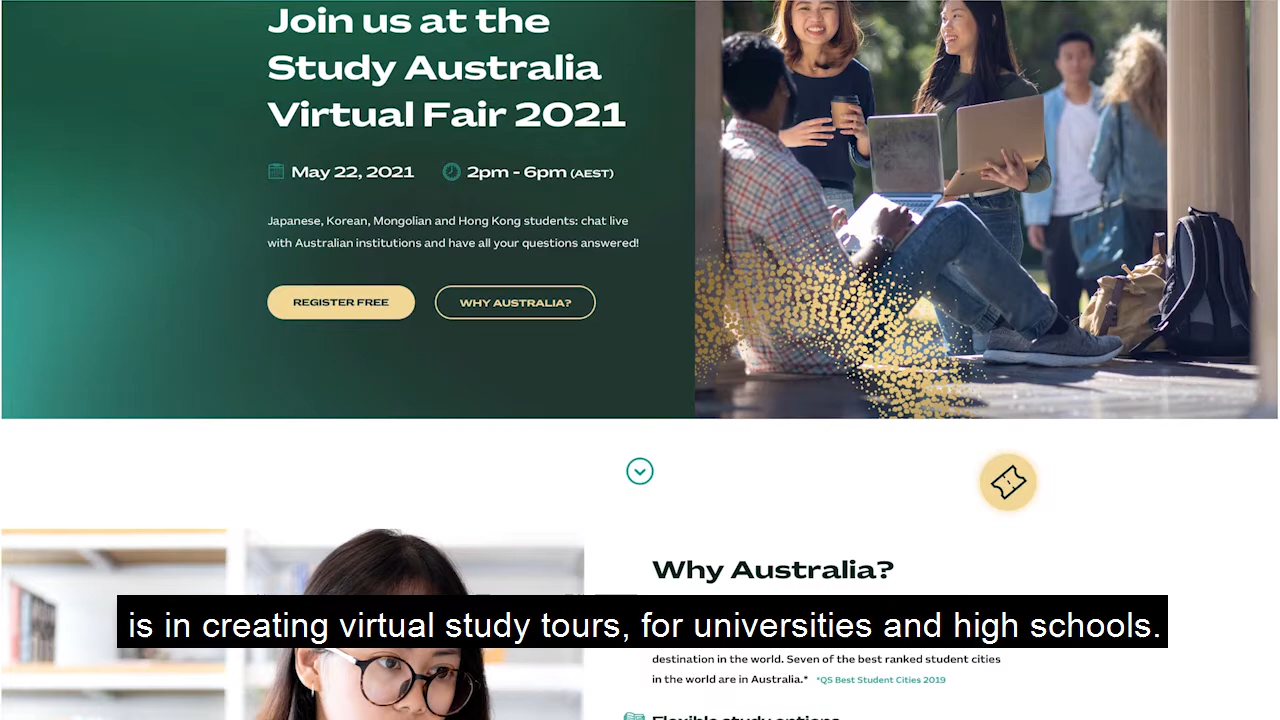 Join us at the
Study Australia
Virtual Fair 2021
May 22, 2021
2pm - 6pm (AEST)
Japanese, Korean, Mongolian and Hong Kong students: chat live
with Australian institutions and have all your questions answered!
REGISTER FREE
WHY AUSTRALIA?
Why Australia?
is in creating virtual study tours, for universities and high schools.
destination in the world. Seven of the best ranked student cities
in the world are in Australia.* *QS Best Student Cities 2019
Flexible study options